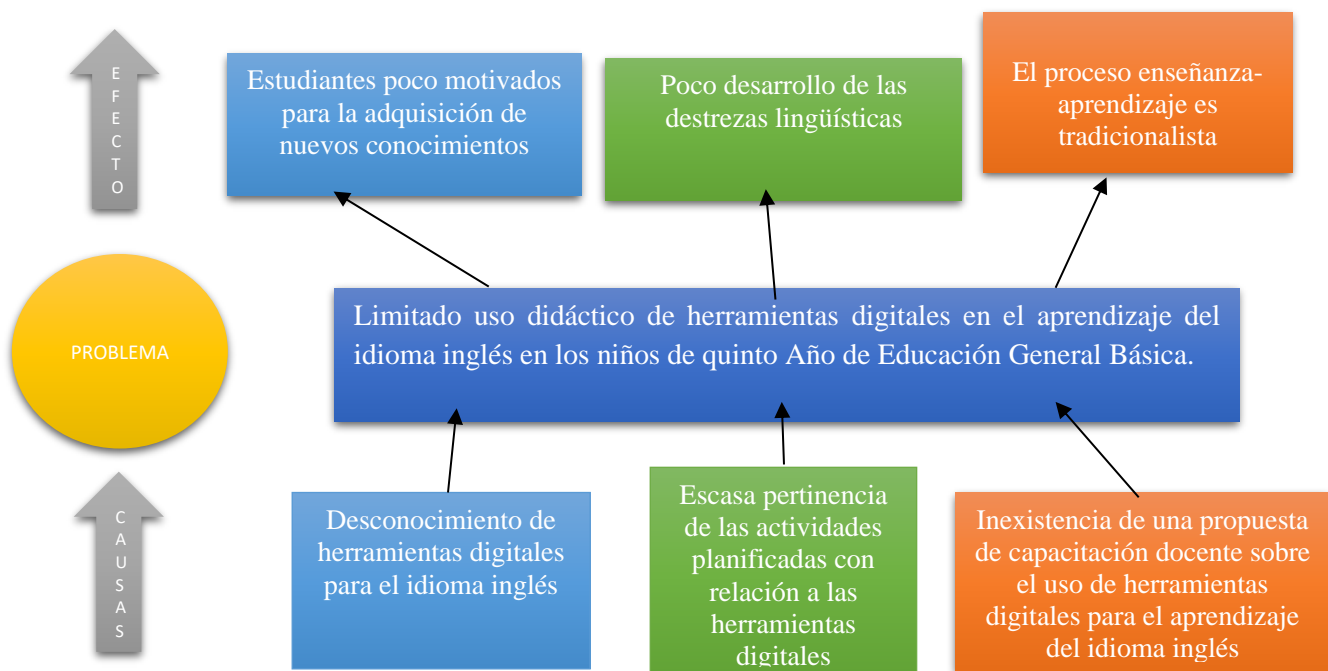 EFECTO
Estudiantes poco motivados
para la adquisición de
nuevos conocimientos
Poco desarrollo de las
destrezas lingüísticas
El proceso enseñanza-
aprendizaje es
tradicionalista
PROBLEMA
Limitado uso didáctico de herramientas digitales en el aprendizaje del
idioma inglés en los niños de quinto Año de Educación General Básica.
CAUSAS
Desconocimiento de
herramientas digitales
para el idioma inglés
Escasa pertinencia
de las actividades
planificadas con
relación a las
herramientas
digitales
Inexistencia de una propuesta
de capacitación docente sobre
el uso de herramientas
digitales para el aprendizaje
del idioma inglés